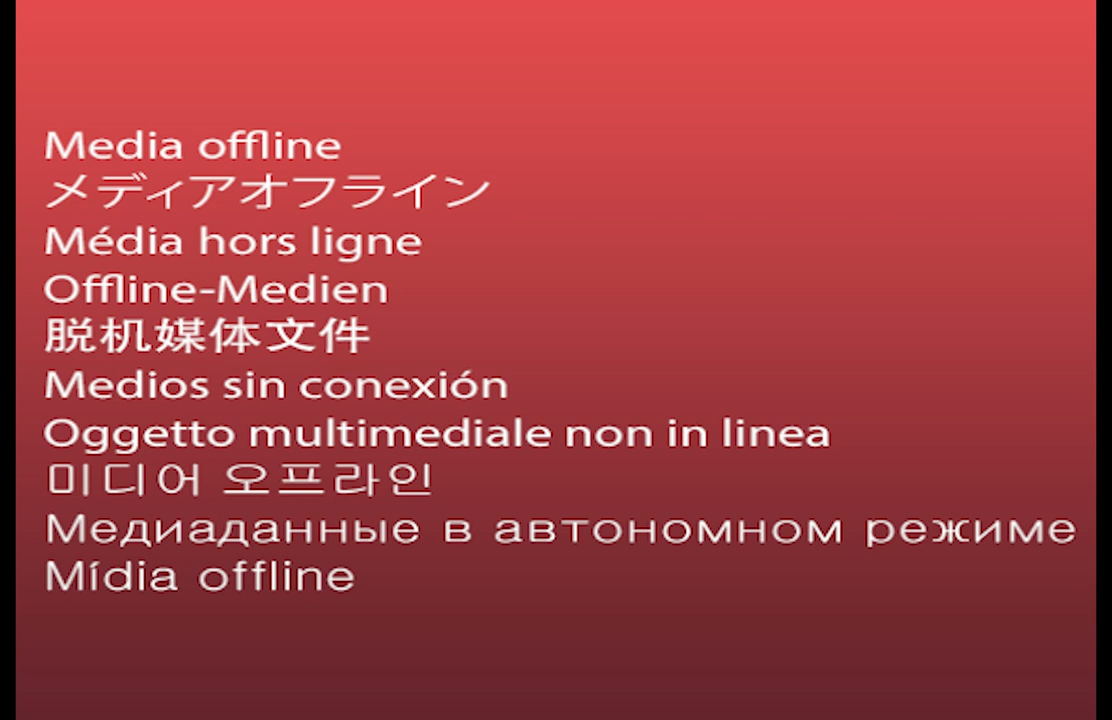 Media offline
メディアオフライン
Média hors ligne
Offline-Medien
脱机媒体文件
Medios sin conexión
Oggetto multimediale non in linea
미디어 오프라인
Медиаданные в автономном режиме
Mídia offline